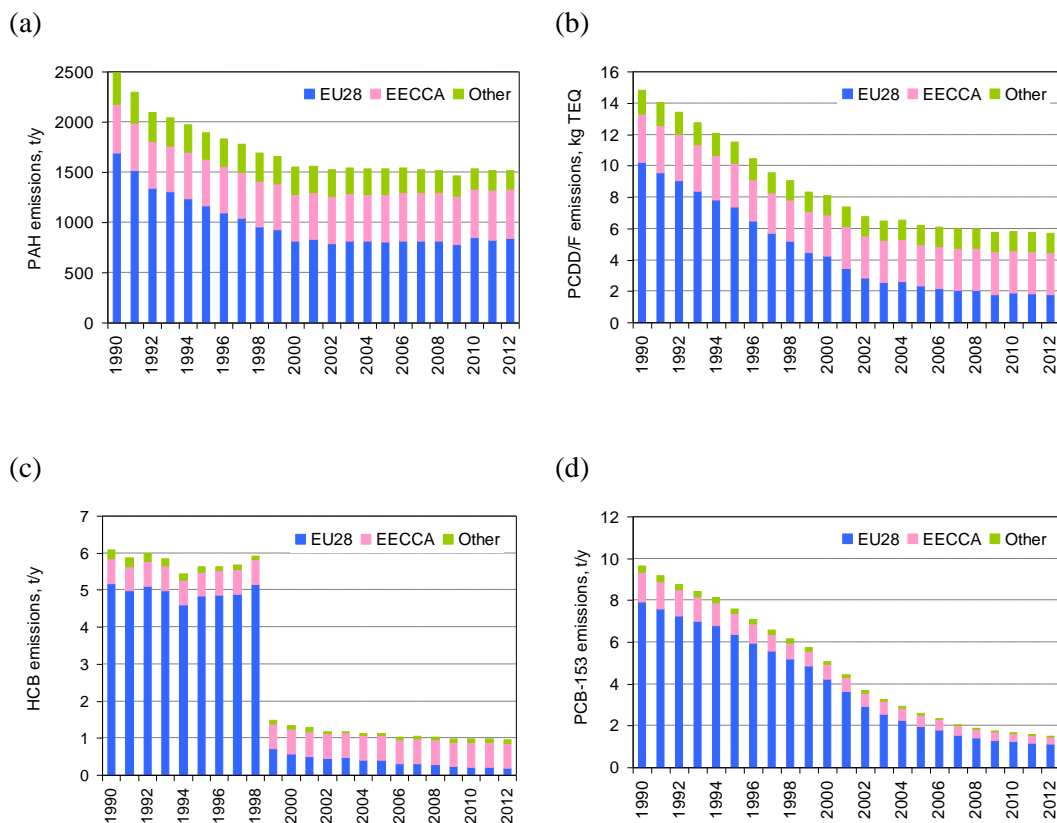 (a)
(b)
PAH emissions, t/y
2500
2000
1500
1000
500
0
EU28 EECCA Other
1990 1992 1994 1996 1998 2000 2002 2004 2006 2008 2010 2012
PCDD/F emissions, kg TEQ
16
14
12
10
8
6
4
2
0
EU28 EECCA Other
1990 1992 1994 1996 1998 2000 2002 2004 2006 2008 2010 2012
(c)
(d)
HCB emissions, t/y
7
6
5
4
3
2
1
0
EU28 EECCA Other
1990 1992 1994 1996 1998 2000 2002 2004 2006 2008 2010 2012
PCB-153 emissions, t/y
12
10
8
6
4
2
0
EU28 EECCA Other
1990 1992 1994 1996 1998 2000 2002 2004 2006 2008 2010 2012